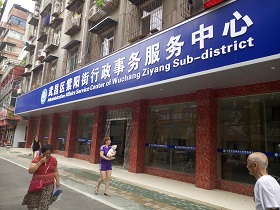 武昌区紫阳街行政事务服务中心
Administrative Affairs Service Center of Wuchang Ziyang Sub-district